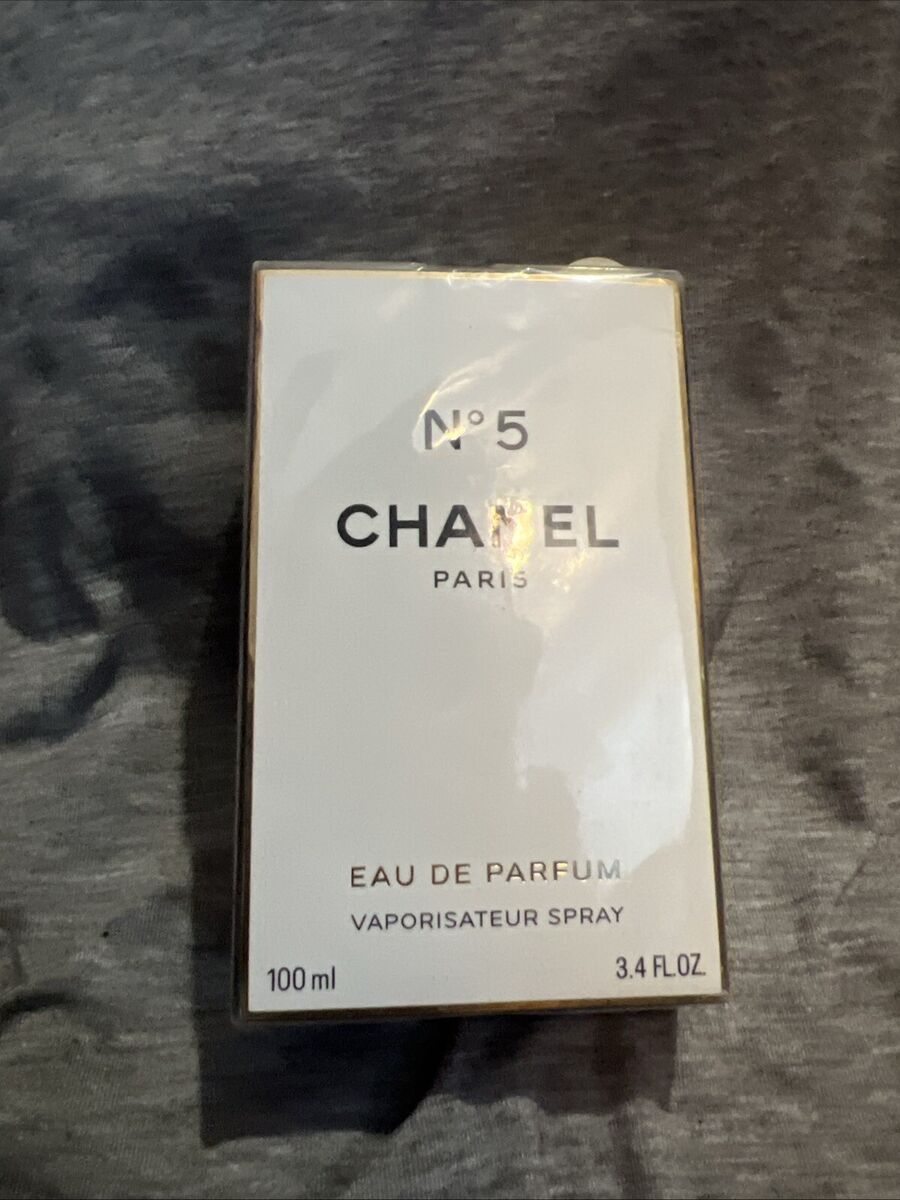 N°5
CHANEL
PARIS
EAU DE PARFUM
VAPORISATEUR SPRAY
100 ml
3.4 FL.OZ.